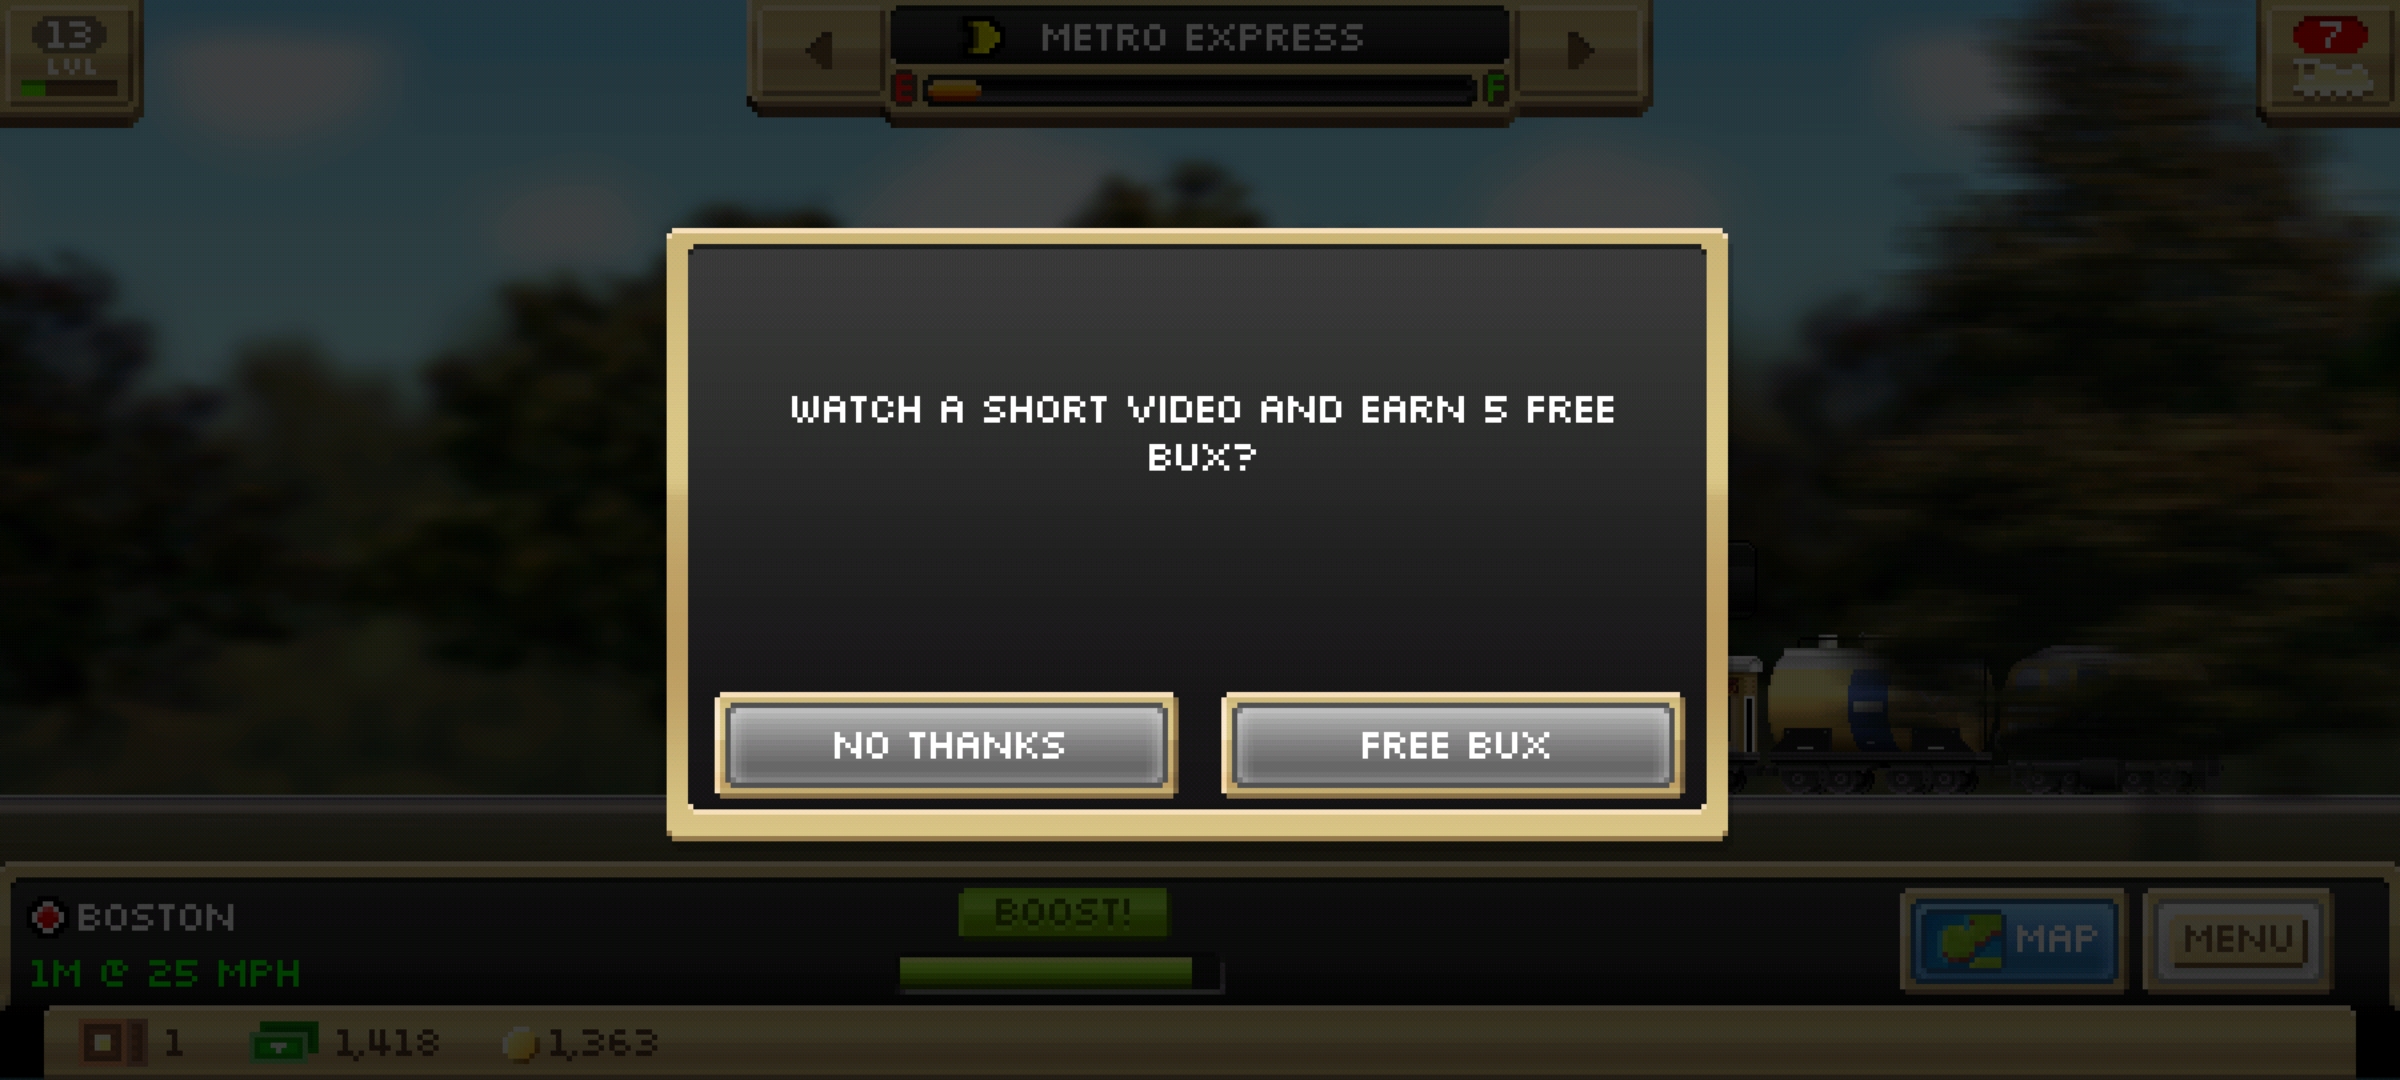 13
LVL
METRO EXPRESS
E F
7
WATCH A SHORT VIDEO AND EARN 5 FREE
BUX?
NO THANKS
FREE BUX
BOSTON
1M @ 25 MPH
BOOST!
MAP
MENU
1
1,418
1,363